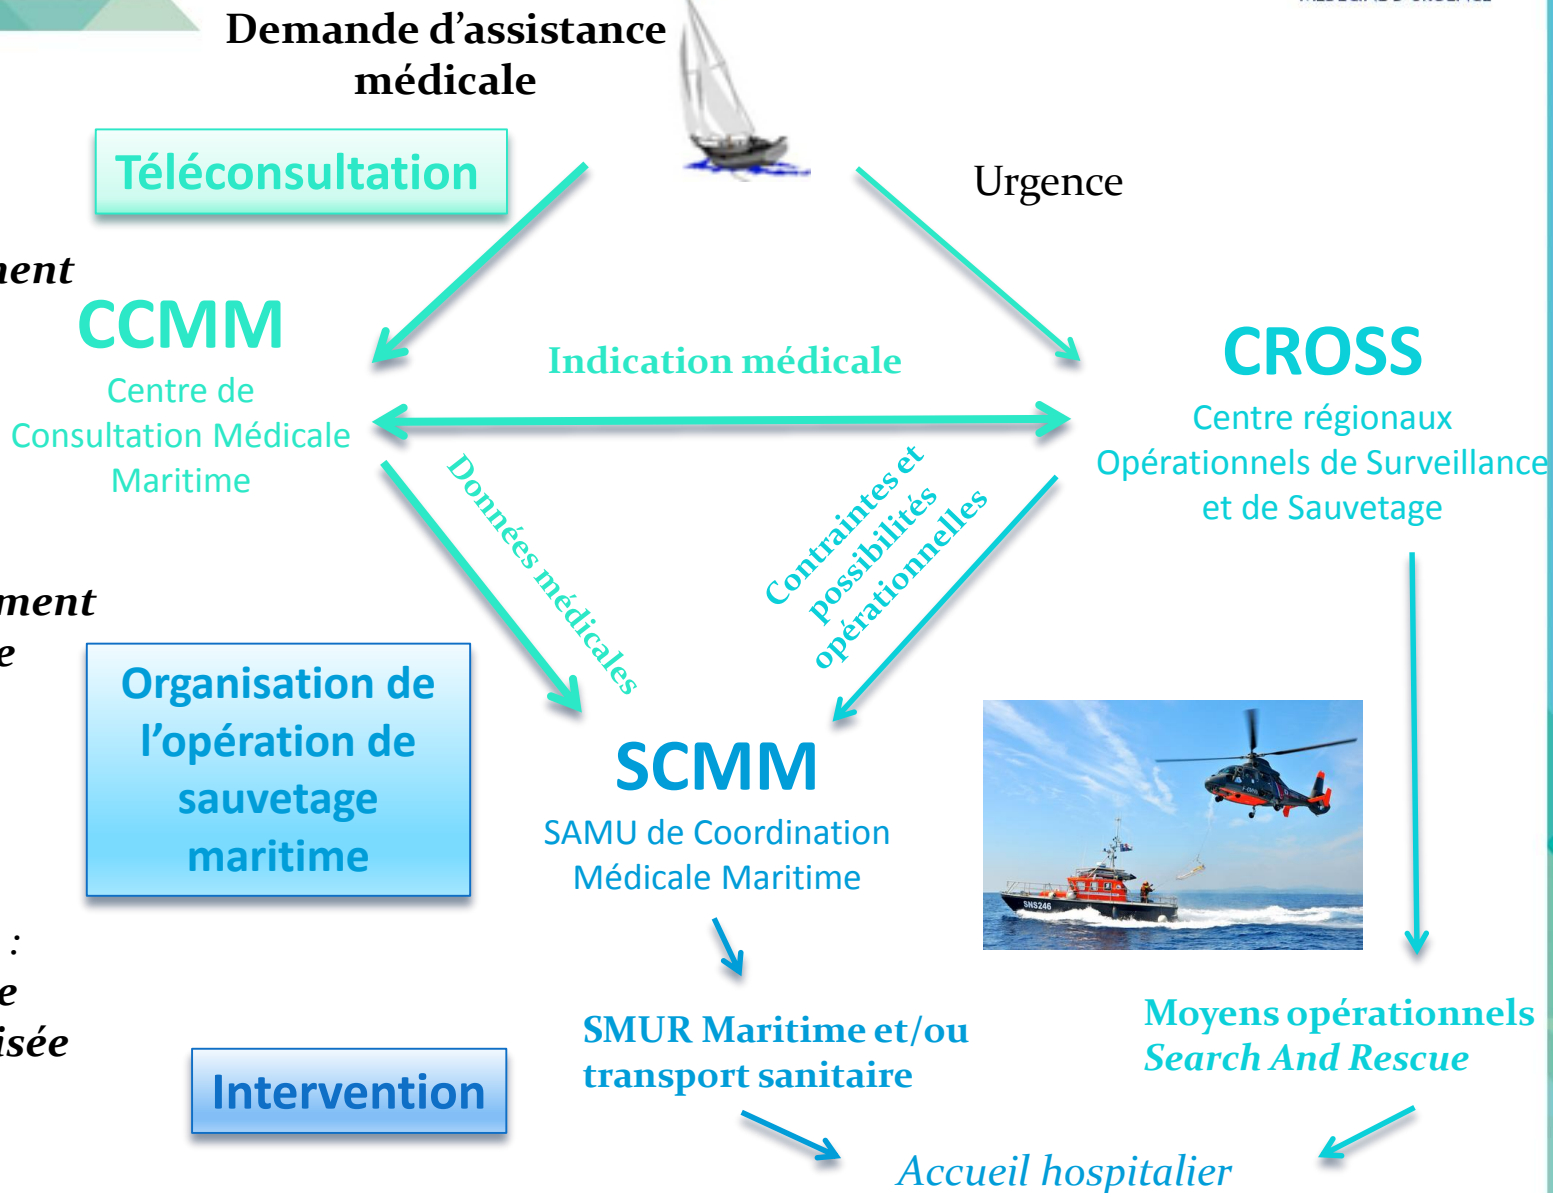 Demande d’assistance
médicale
Téléconsultation
Urgence
ment
CCMM
Centre de
Consultation Médicale
Maritime
Indication médicale
CROSS
Centre régionaux
Opérationnels de Surveillance
et de Sauvetage
Données médicales
Contraintes et
possibilités
opérationnelles
ment
e
Organisation de
l’opération de
sauvetage
maritime
SCMM
SAMU de Coordination
Médicale Maritime
SNS246
:
e
isée
SMUR Maritime et/ou
transport sanitaire
Moyens opérationnels
Search And Rescue
Intervention
Accueil hospitalier